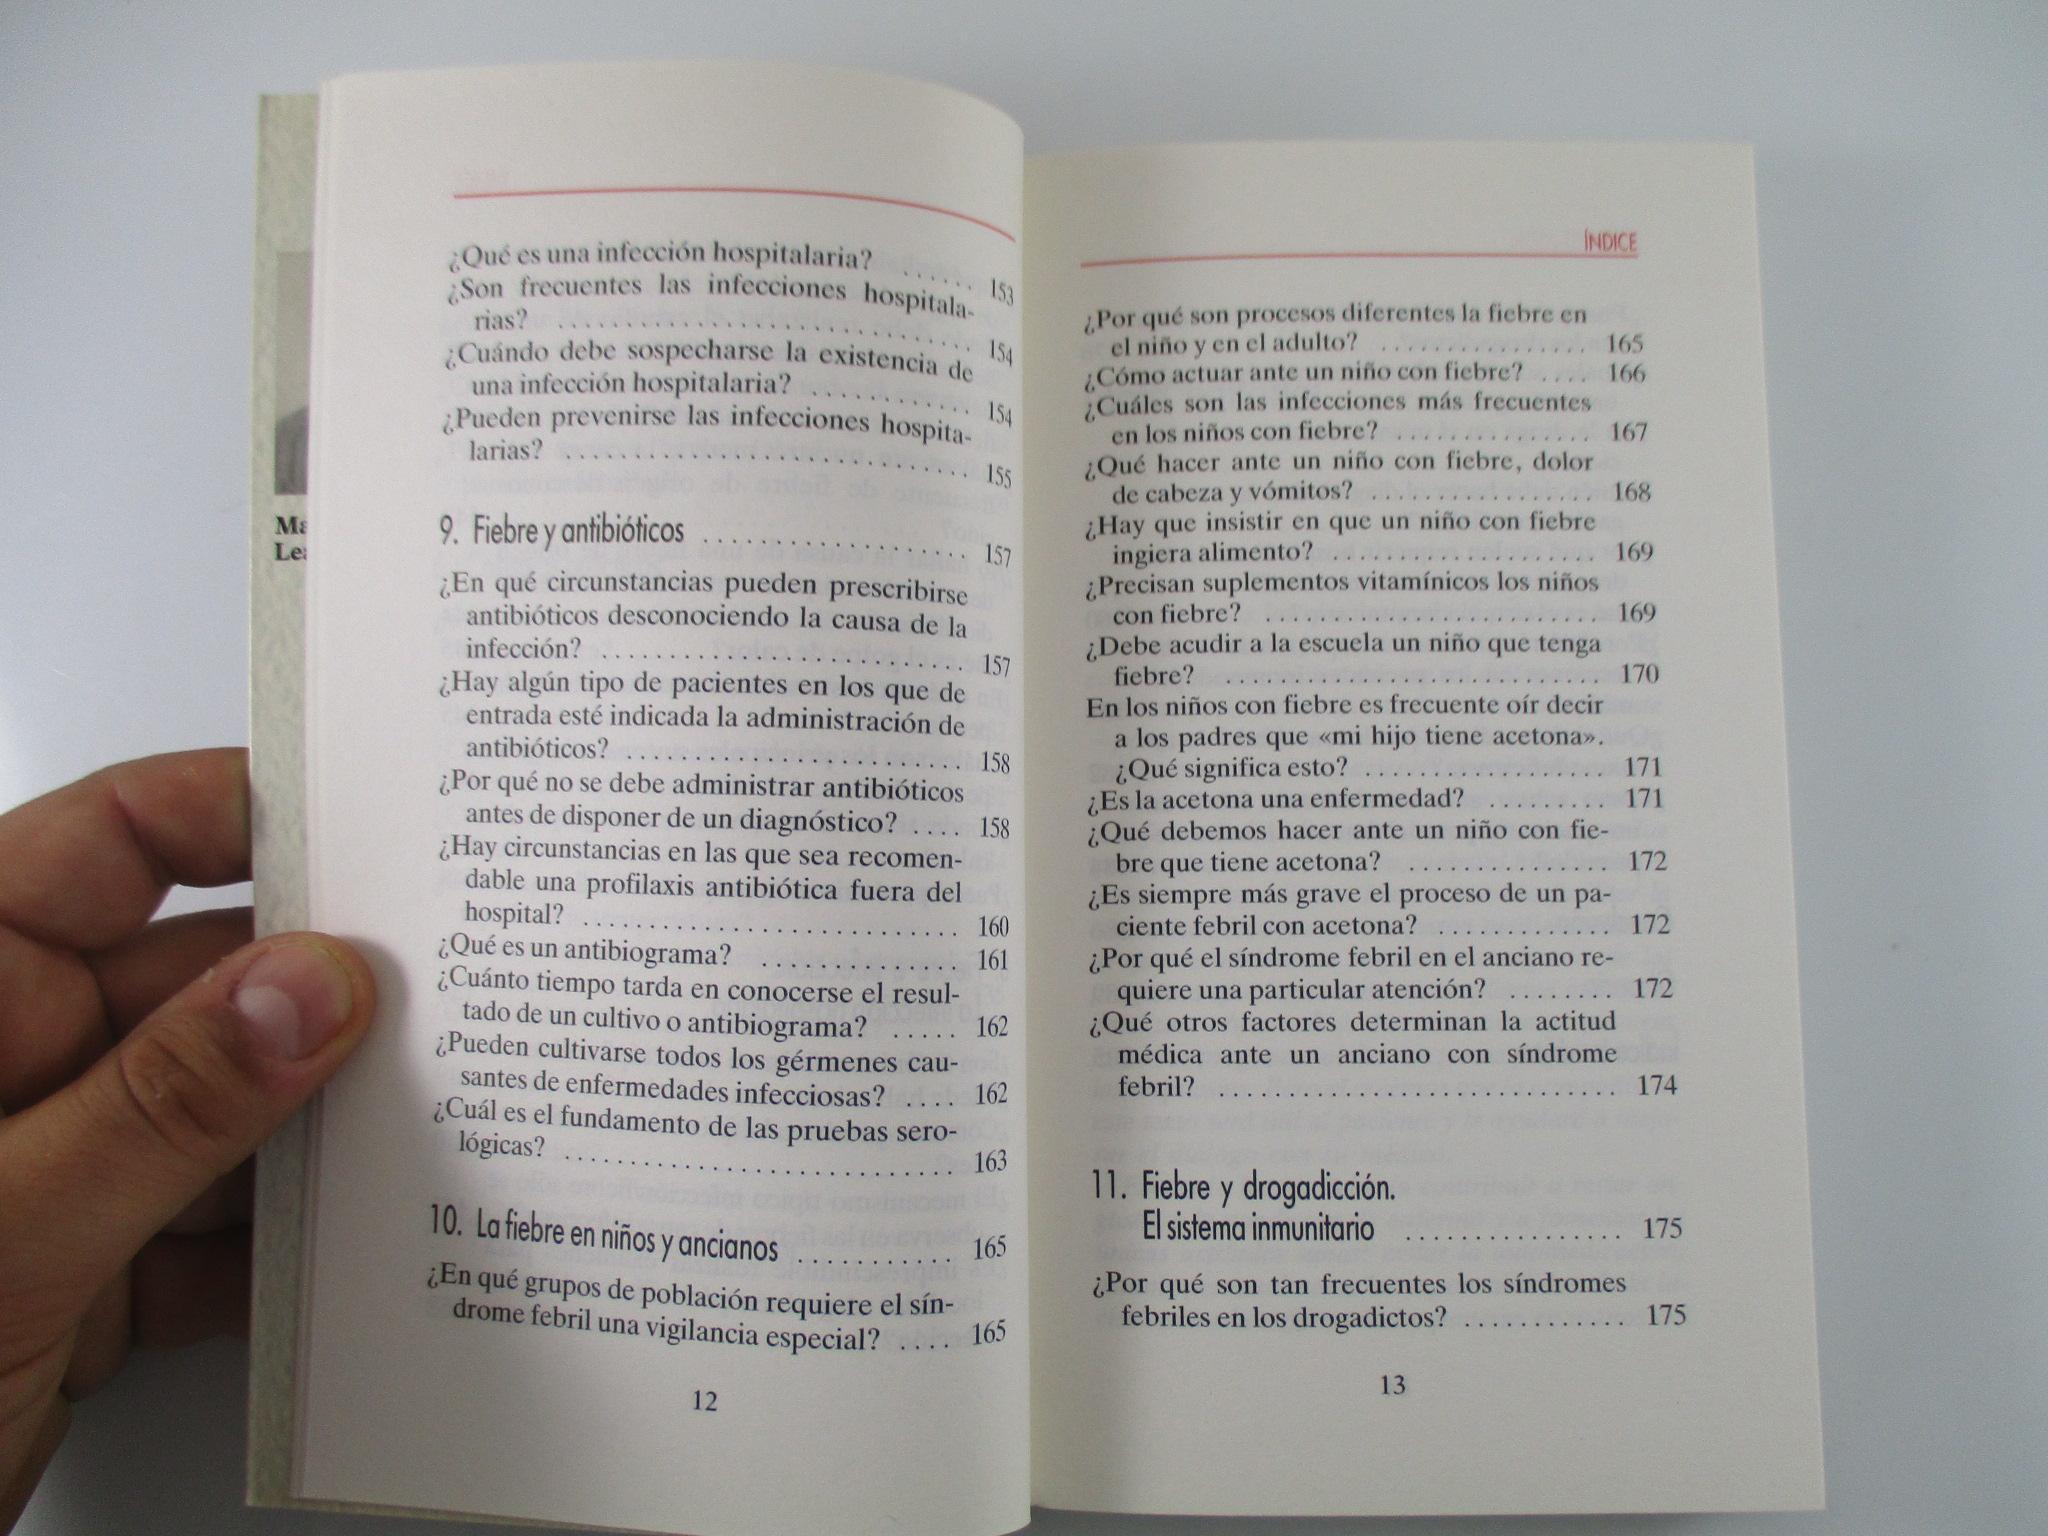 ¿Qué es una infección hospitalaria? ...... 153
¿Son frecuentes las infecciones hospitala-
rias? ............................ 154
¿Cuándo debe sospecharse la existencia de
una infección hospitalaria? ............ 154
¿Pueden prevenirse las infecciones hospita-
larias? ............................ 155
9. Fiebre y antibióticos .................... 157
¿En qué circunstancias pueden prescribirse
antibióticos desconociendo la causa de la
infección? .......................... 157
¿Hay algún tipo de pacientes en los que de
entrada esté indicada la administración de
antibióticos? ........................ 158
¿Por qué no se debe administrar antibióticos
antes de disponer de un diagnóstico? .... 158
¿Hay circunstancias en las que sea recomen-
dable una profilaxis antibiótica fuera del
hospital? ........................... 160
¿Qué es un antibiograma? .............. 161
¿Cuánto tiempo tarda en conocerse el resul-
tado de un cultivo o antibiograma? ..... 162
¿Pueden cultivarse todos los gérmenes cau-
santes de enfermedades infecciosas? .... 162
¿Cuál es el fundamento de las pruebas sero-
lógicas? ............................ 163
10. La fiebre en niños y ancianos ........... 165
¿En qué grupos de población requiere el sín-
drome febril una vigilancia especial? .... 165
12
Ma
Lea
ÍNDICE
¿Por qué son procesos diferentes la fiebre en
el niño y en el adulto? ................ 165
¿Cómo actuar ante un niño con fiebre? .... 166
¿Cuáles son las infecciones más frecuentes
en los niños con fiebre? ............... 167
¿Qué hacer ante un niño con fiebre, dolor
de cabeza y vómitos? ................. 168
¿Hay que insistir en que un niño con fiebre
ingiera alimento? .................... 169
¿Precisan suplementos vitamínicos los niños
con fiebre? ......................... 169
¿Debe acudir a la escuela un niño que tenga
fiebre? ............................ 170
En los niños con fiebre es frecuente oír decir
a los padres que «mi hijo tiene acetona».
¿Qué significa esto? .................. 171
¿Es la acetona una enfermedad? ......... 171
¿Qué debemos hacer ante un niño con fie-
bre que tiene acetona? ............... 172
¿Es siempre más grave el proceso de un pa-
ciente febril con acetona? ............. 172
¿Por qué el síndrome febril en el anciano re-
quiere una particular atención? ........ 172
¿Qué otros factores determinan la actitud
médica ante un anciano con síndrome
febril? ............................. 174
11. Fiebre y drogadicción.
El sistema inmunitario ................ 175
¿Por qué son tan frecuentes los síndromes
febriles en los drogadictos? ............ 175
13